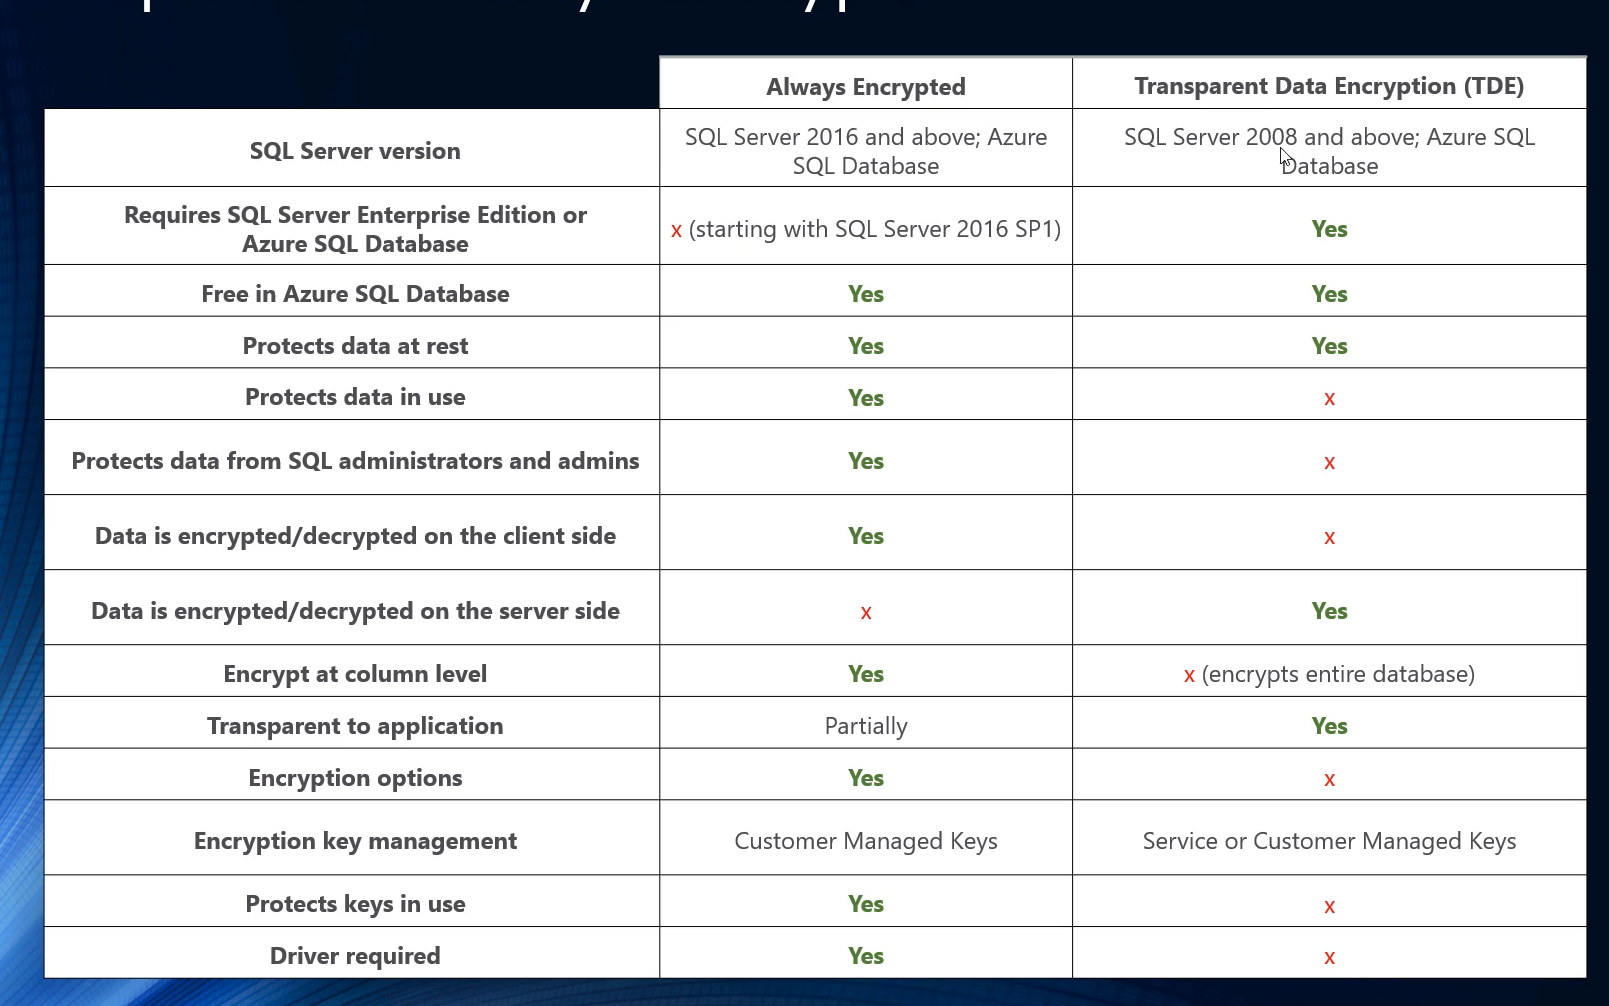 Always Encrypted
Transparent Data Encryption (TDE)
SQL Server version
SQL Server 2016 and above; Azure
SQL Database
SQL Server 2008 and above; Azure SQL
Database
Requires SQL Server Enterprise Edition or
Azure SQL Database
x (starting with SQL Server 2016 SP1)
Yes
Free in Azure SQL Database
Yes
Yes
Protects data at rest
Yes
Yes
Protects data in use
Yes
x
Protects data from SQL administrators and admins
Yes
x
Data is encrypted/decrypted on the client side
Yes
x
Data is encrypted/decrypted on the server side
x
Yes
Encrypt at column level
Yes
x (encrypts entire database)
Transparent to application
Partially
Yes
Encryption options
Yes
x
Encryption key management
Customer Managed Keys
Service or Customer Managed Keys
Protects keys in use
Yes
x
Driver required
Yes
x